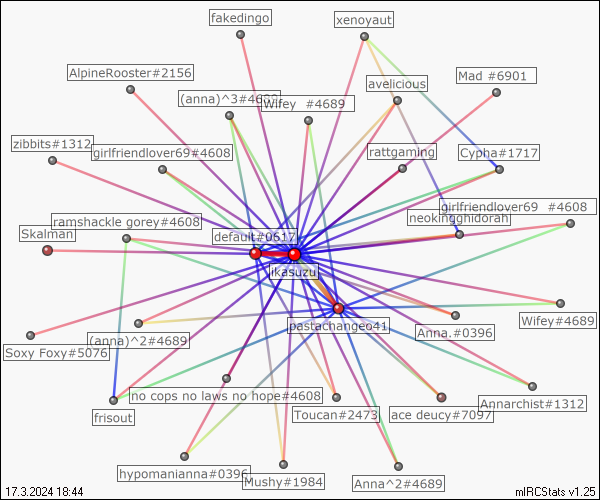 fakedingo
xenoyaut
AlpineRooster#2156
avelicious
Mad #6901
(anna)^3#4689
Wifey #4689
zibbits#1312
girlfriendlover69#4608
rattgaming
Cypha#1717
girlfriendlover69 #4608
ramshackle gorey#4608
neokingghidorah
Skalman
default#0617
ikasuzu
pastachange041
Wifey#4689
Anna.#0396
(anna)^2#4689
Soxy Foxy#5076
no cops no laws no hope#4608
Annarchist#1312
frisout
Toucan#2473
ace deucy#7097
hypomanianna#0396
Mushy#1984
Anna^2#4689
17.3.2024 18:44
mIRCStats v1.25